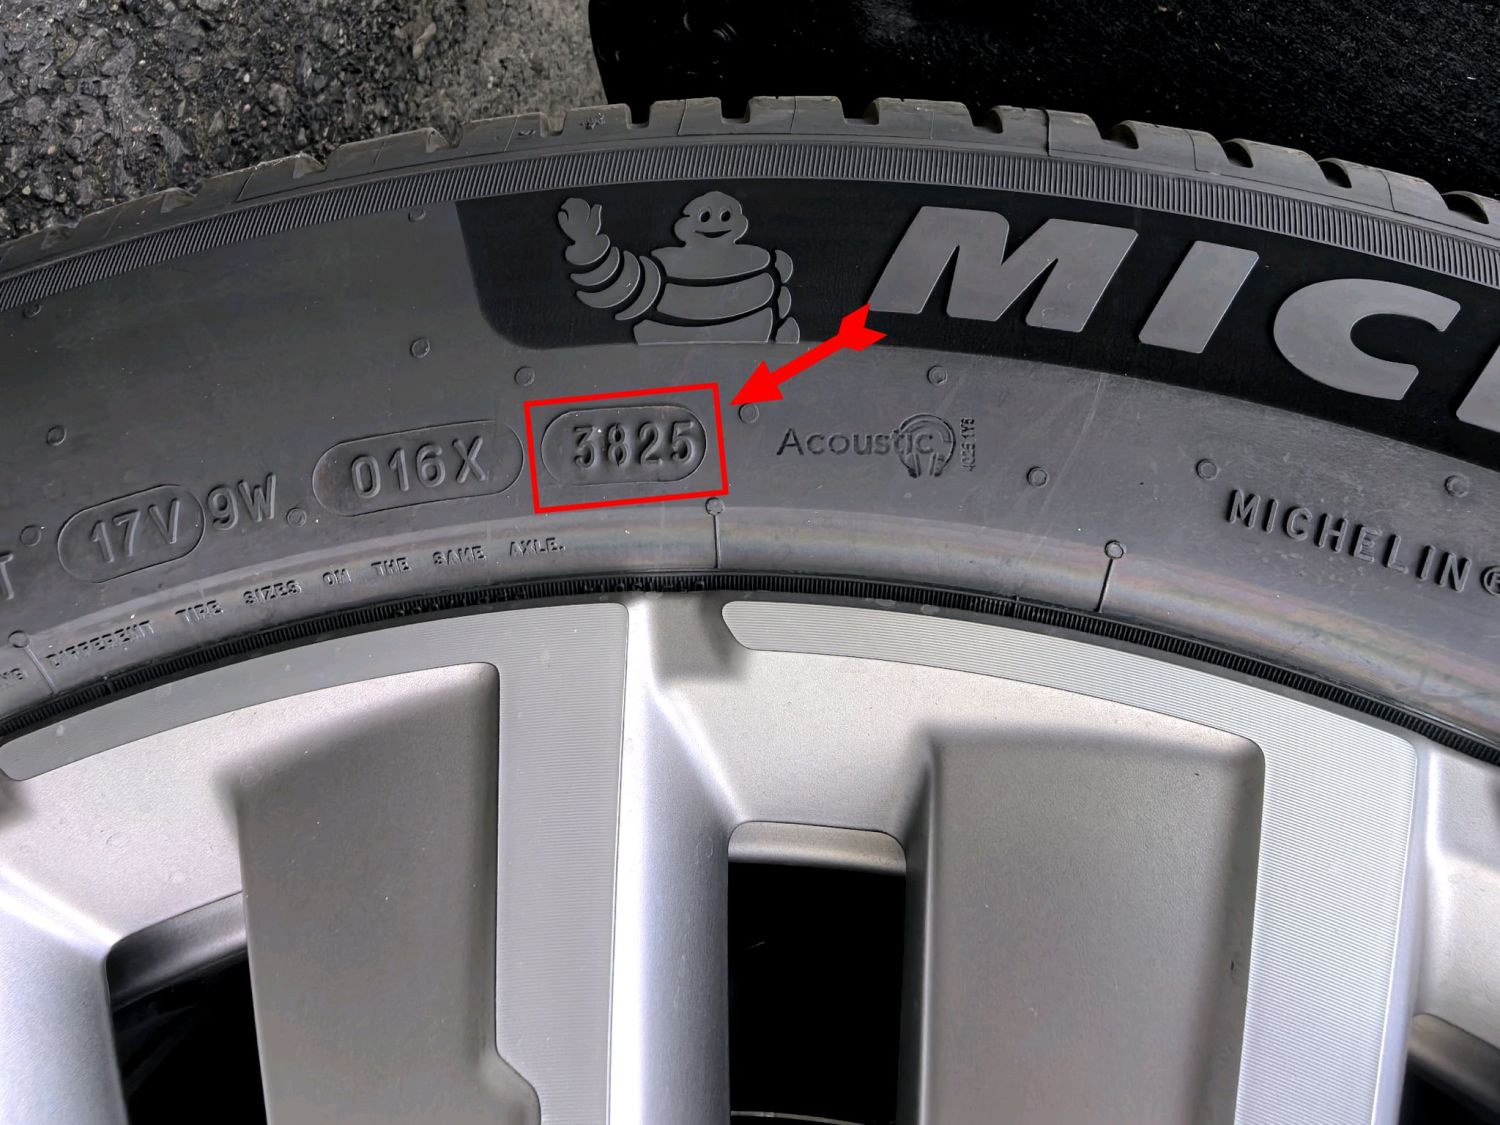 MIC
3825
Acoustic
T 17V 9W 016X
MICHELIN®
DIFFERENT TIRE SIZES ON THE SAME AXLE.